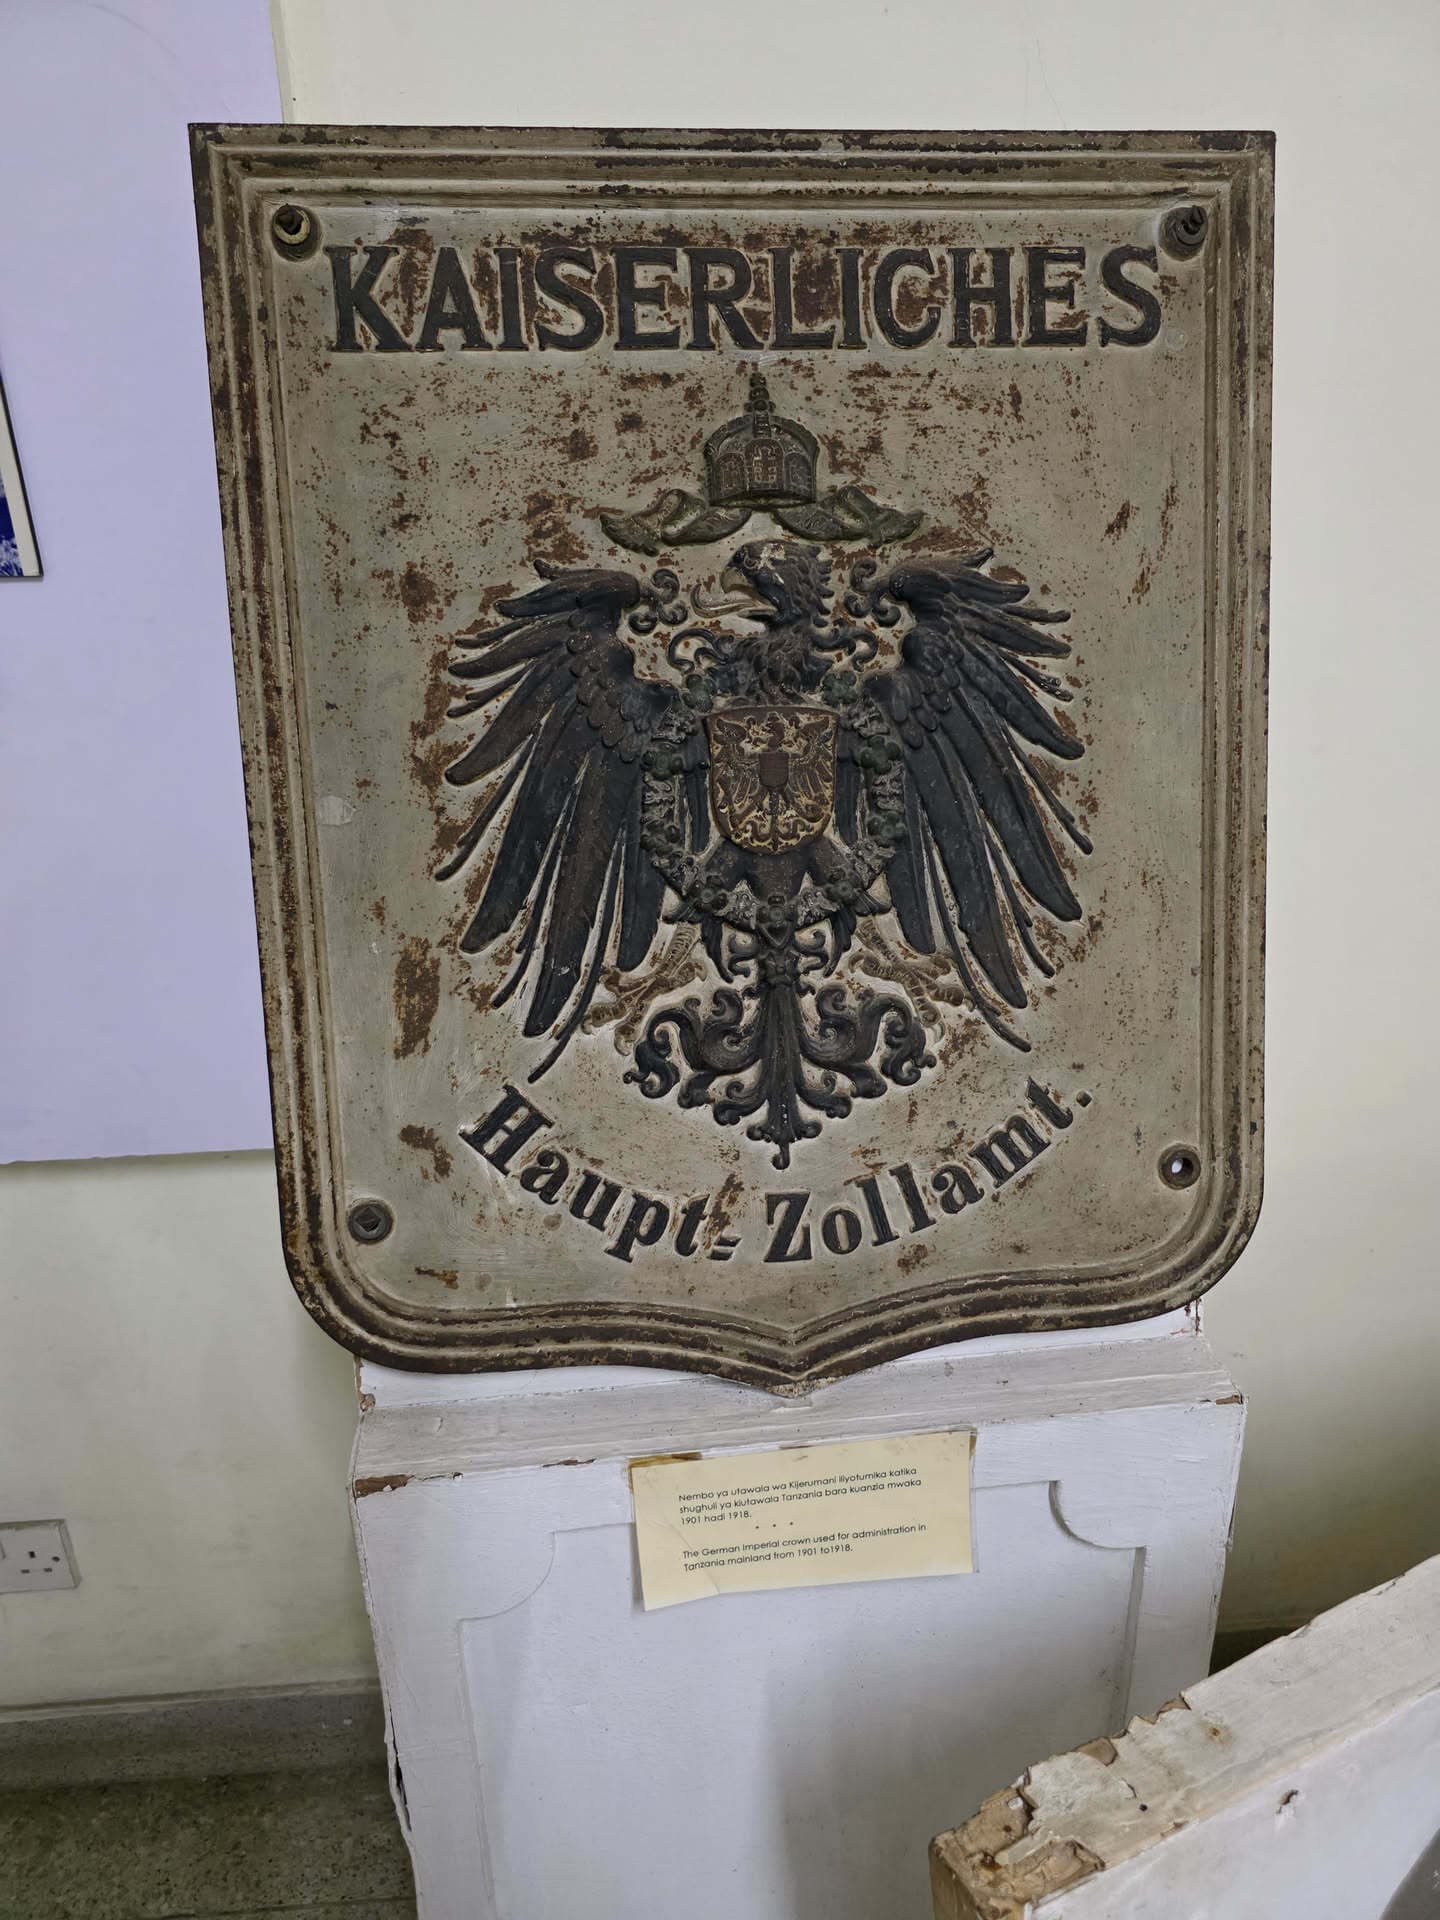 KAISERLICHES
Haupt-Zollamt.
Nembo ya utawala wa Kijerumani iliyotumika katika
shughuli ya kiutawala Tanzania bara kuanzia mwaka
1901 hadi 1918.
* * *
The German Imperial crown used for administration in
Tanzania mainland from 1901 to1918.